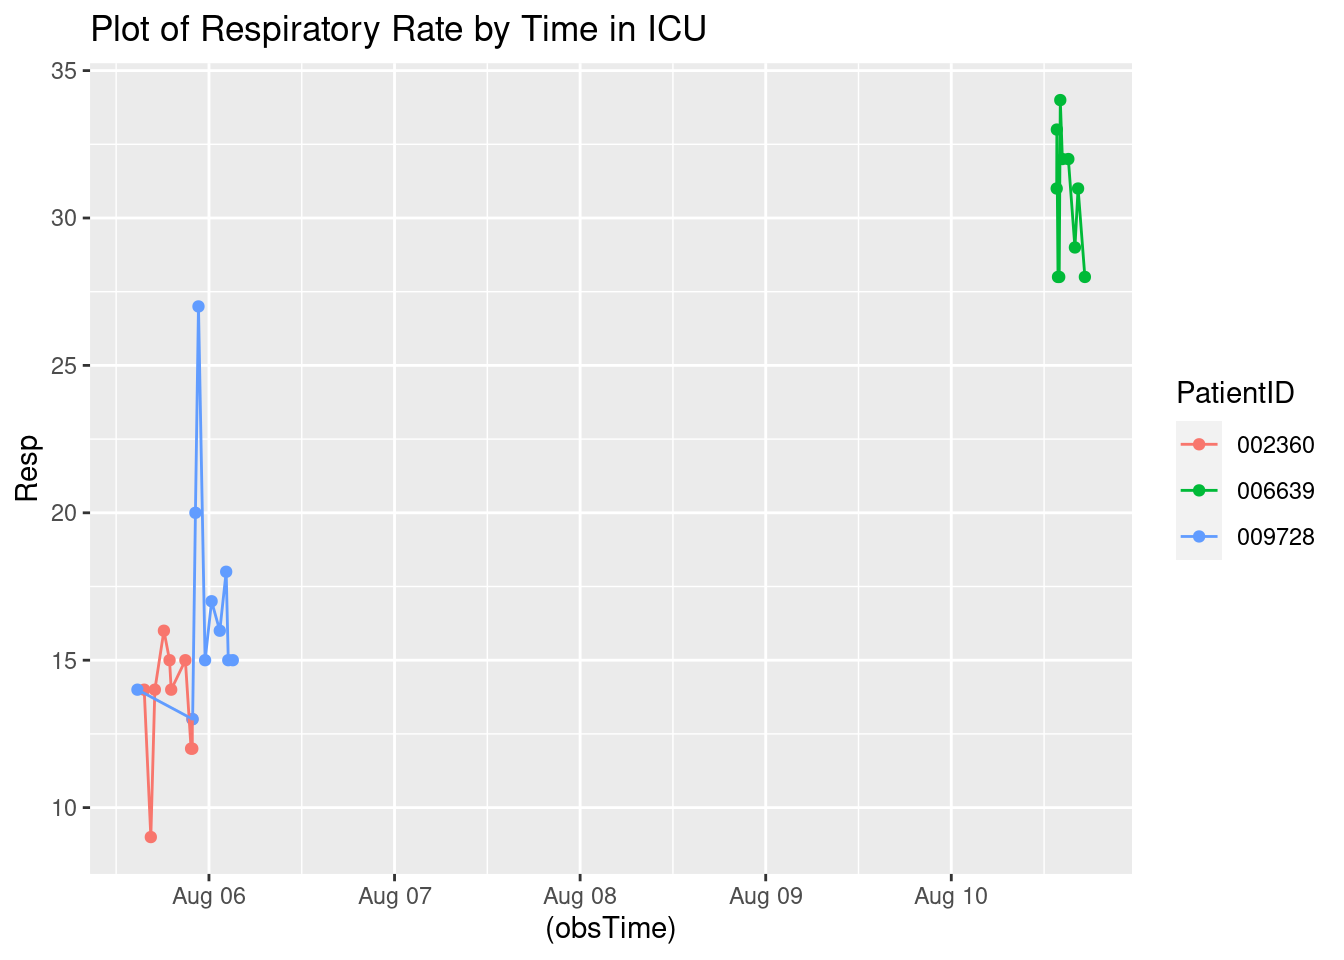 Plot of Respiratory Rate by Time in ICU
35
30
25
20
15
10
Resp
Aug 06 Aug 07 Aug 08 Aug 09 Aug 10
(obsTime)
PatientID
002360
006639
009728